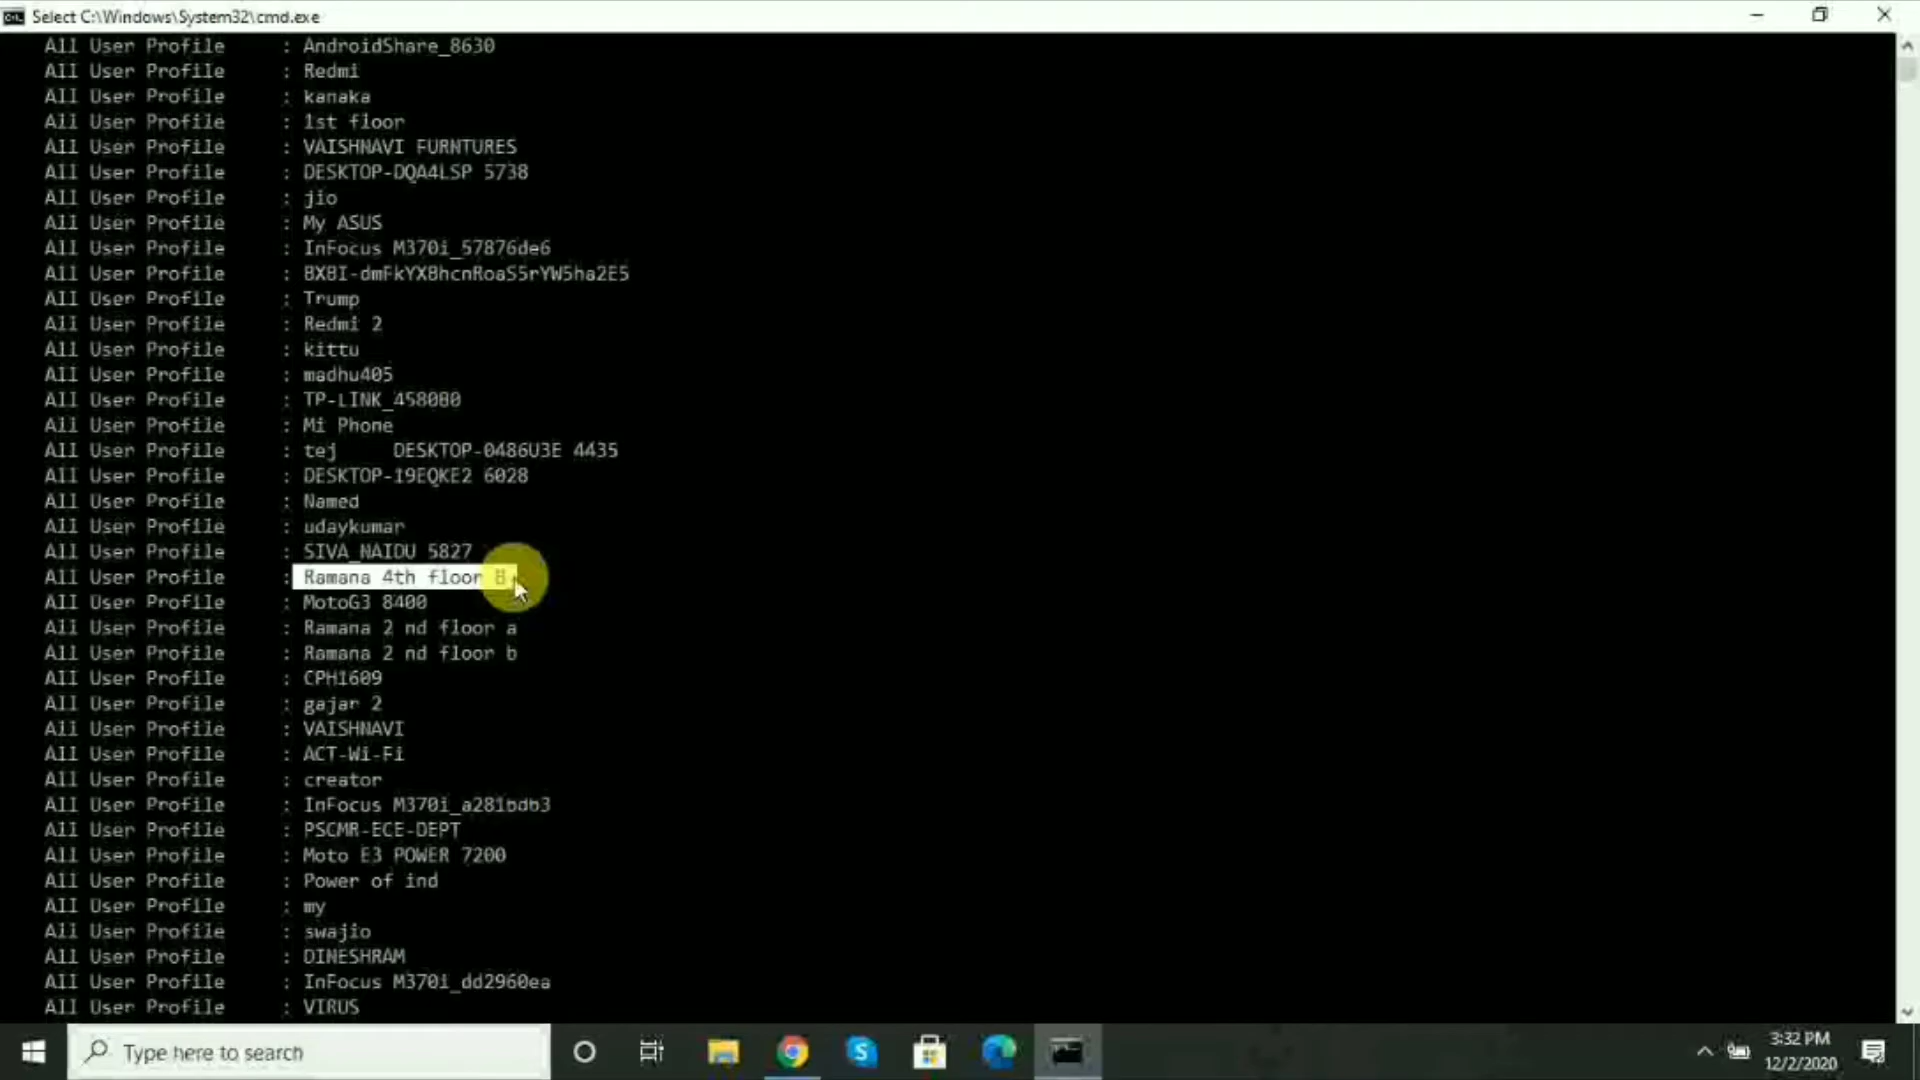 Select C:\Windows\System32\cmd.exe
All User Profile : AndroidShare_8630
All User Profile : Redmi
All User Profile : kanaka
All User Profile : 1st floor
All User Profile : VAISHNAVI FURNTURES
All User Profile : DESKTOP-DQA4LSP 5738
All User Profile : jio
All User Profile : My ASUS
All User Profile : InFocus M370i_57876de6
All User Profile :
All User Profile : Trump
All User Profile : Redmi 2
All User Profile : kittu
All User Profile : madhu405
All User Profile : TP-LINK_458080
All User Profile : Mi Phone
All User Profile : tej DESKTOP-0486U3E 4435
All User Profile : DESKTOP-I9EQKE2 6028
All User Profile : Named
All User Profile : udaykumar
All User Profile : SIVA_NAIDU 5827
All User Profile : Ramana 4th floor B
All User Profile : MotoG3 8400
All User Profile : Ramana 2 nd floor a
All User Profile : Ramana 2 nd floor b
All User Profile : CPH1609
All User Profile : gajar 2
All User Profile : VAISHNAVI
All User Profile : ACT-Wi-Fi
All User Profile : creator
All User Profile : InFocus M370i_a281bdb3
All User Profile : PSCMR-ECE-DEPT
All User Profile : Moto E3 POWER 7200
All User Profile : Power of ind
All User Profile : my
All User Profile : swajio
All User Profile : DINESHRAM
All User Profile : InFocus M370i_dd2960ea
All User Profile : VIRUS
Type here to search
3:32 PM
12/2/2020